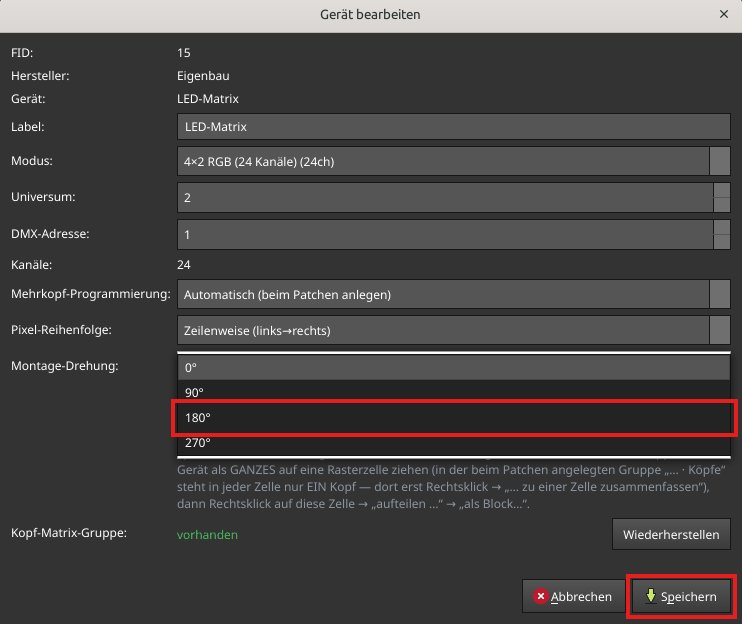 Gerät bearbeiten
FID: 15
Hersteller: Eigenbau
Gerät: LED-Matrix
Label: LED-Matrix
Modus: 4×2 RGB (24 Kanäle) (24ch)
Universum: 2
DMX-Adresse: 1
Kanäle: 24
Mehrkopf-Programmierung: Automatisch (beim Patchen anlegen)
Pixel-Reihenfolge: Zeilenweise (links→rechts)
Montage-Drehung: 0°
90°
180°
270°
Gerät als GANZES auf eine Rasterzelle ziehen (in der beim Patchen angelegten Gruppe „… · Köpfe“
steht in jeder Zelle nur EIN Kopf — dort erst Rechtsklick → „… zu einer Zelle zusammenfassen“),
dann Rechtsklick auf diese Zelle → „aufteilen …“ → „als Block…“.
Kopf-Matrix-Gruppe: vorhanden Wiederherstellen
Abbrechen Speichern